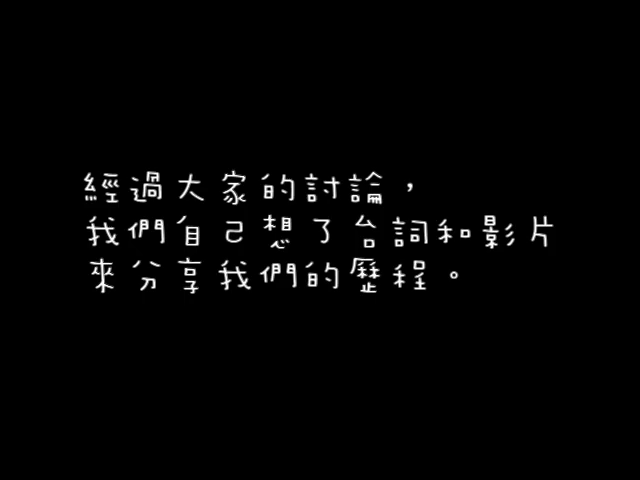 經過大家的討論，
我們自己想了台詞和影片
來分享我們的歷程。